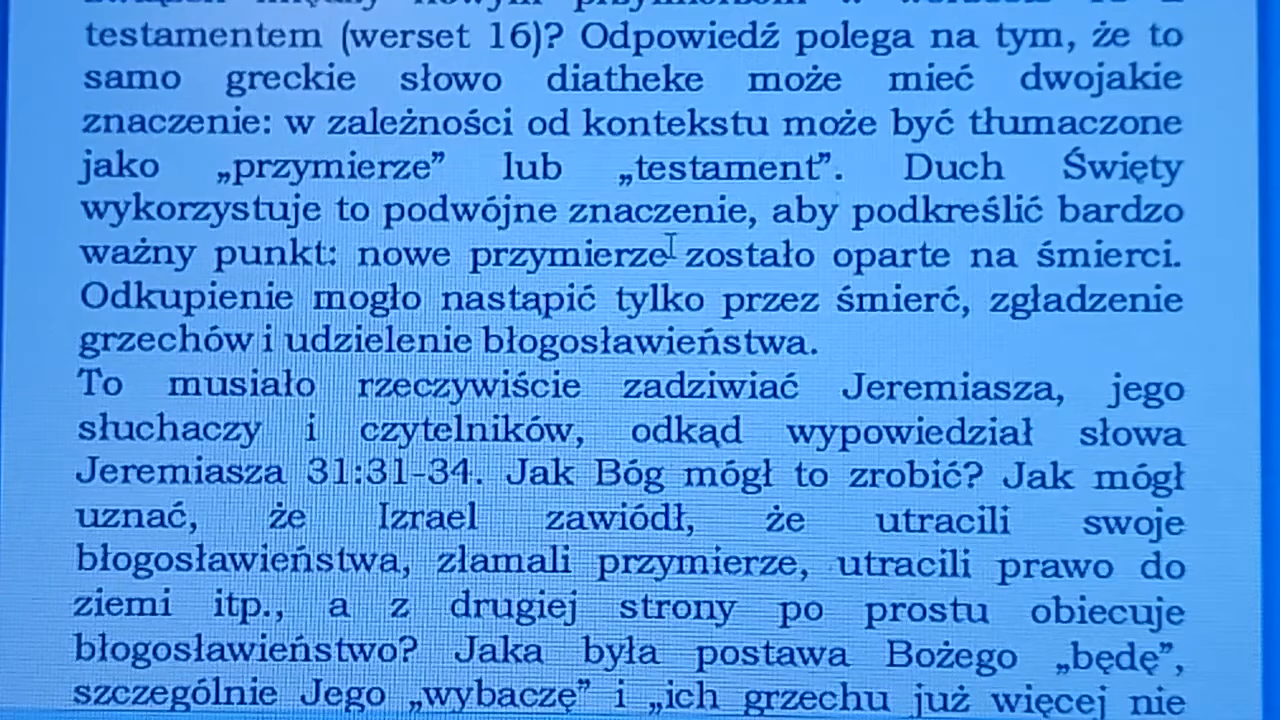 testamentem (werset 16)? Odpowiedź polega na tym, że to
samo greckie słowo diatheke może mieć dwojakie
znaczenie: w zależności od kontekstu może być tłumaczone
jako „przymierze” lub „testament”. Duch Święty
wykorzystuje to podwójne znaczenie, aby podkreślić bardzo
ważny punkt: nowe przymierze zostało oparte na śmierci.
Odkupienie mogło nastąpić tylko przez śmierć, zgładzenie
grzechów i udzielenie błogosławieństwa.
To musiało rzeczywiście zadziwiać Jeremiasza, jego
słuchaczy i czytelników, odkąd wypowiedział słowa
Jeremiasza 31:31-34. Jak Bóg mógł to zrobić? Jak mógł
uznać, że Izrael zawiódł, że utracili swoje
błogosławieństwa, złamali przymierze, utracili prawo do
ziemi itp., a z drugiej strony po prostu obiecuje
błogosławieństwo? Jaka była postawa Bożego „będę”,
szczególnie Jego „wybaczę” i „ich grzechu już więcej nie